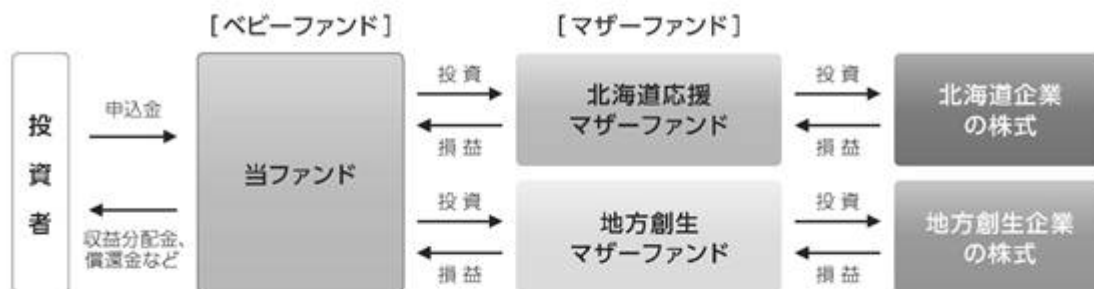 [ベビーファンド]
[マザーファンド]
投資者
申込金
収益分配金、
償還金など
当ファンド
投資
損益
北海道応援
マザーファンド
投資
損益
北海道企業
の株式
投資
損益
地方創生
マザーファンド
投資
損益
地方創生企業
の株式